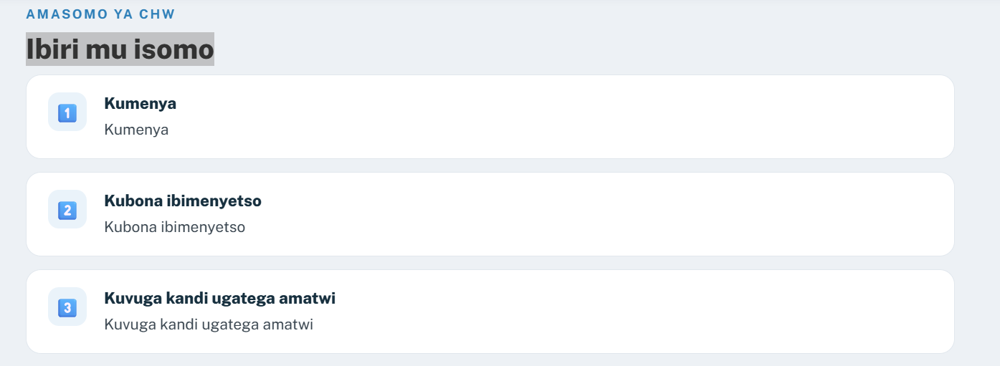 AMASOMO YA CHW
Ibiri mu isomo
1
Kumenya
Kumenya
2
Kubona ibimenyetso
Kubona ibimenyetso
3
Kuvuga kandi ugatega amatwi
Kuvuga kandi ugatega amatwi